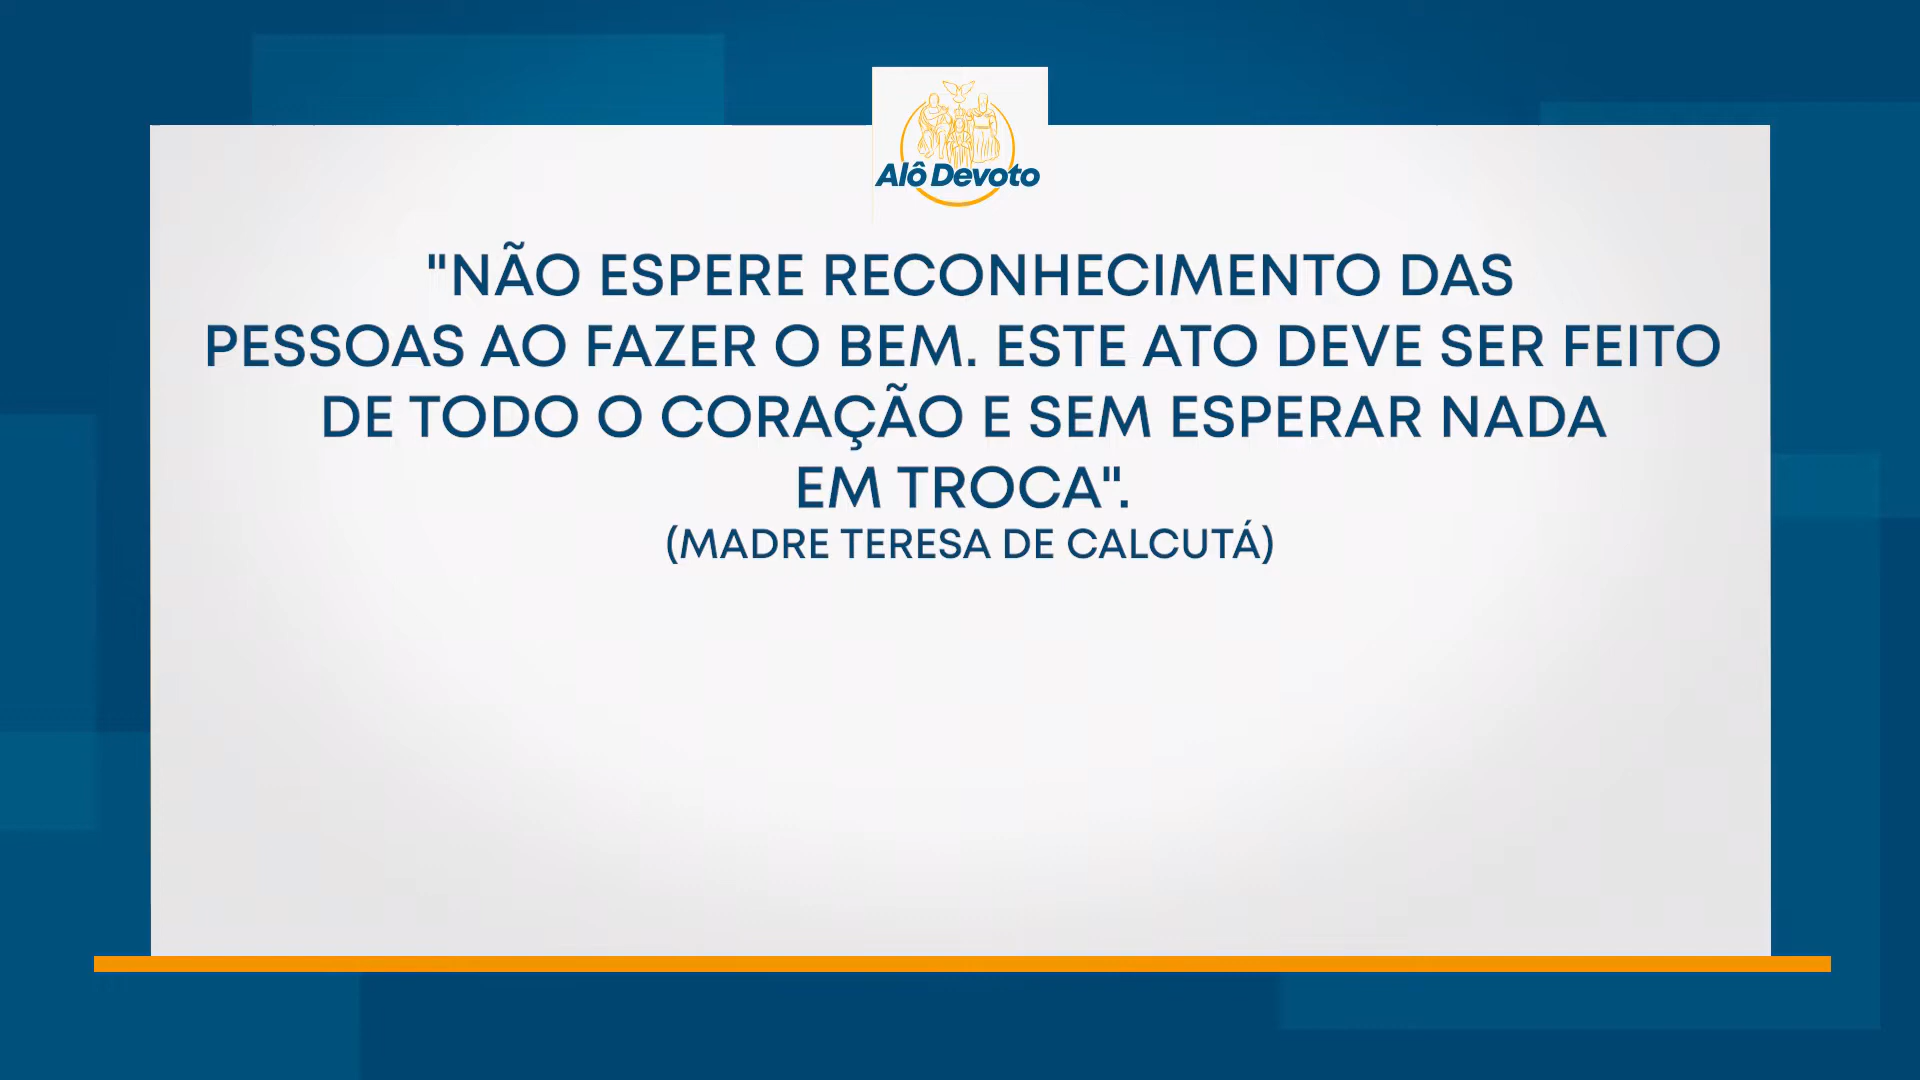 Alô Devoto
"NÃO ESPERE RECONHECIMENTO DAS
PESSOAS AO FAZER O BEM. ESTE ATO DEVE SER FEITO
DE TODO O CORAÇÃO E SEM ESPERAR NADA
EM TROCA".
(MADRE TERESA DE CALCUTÁ)